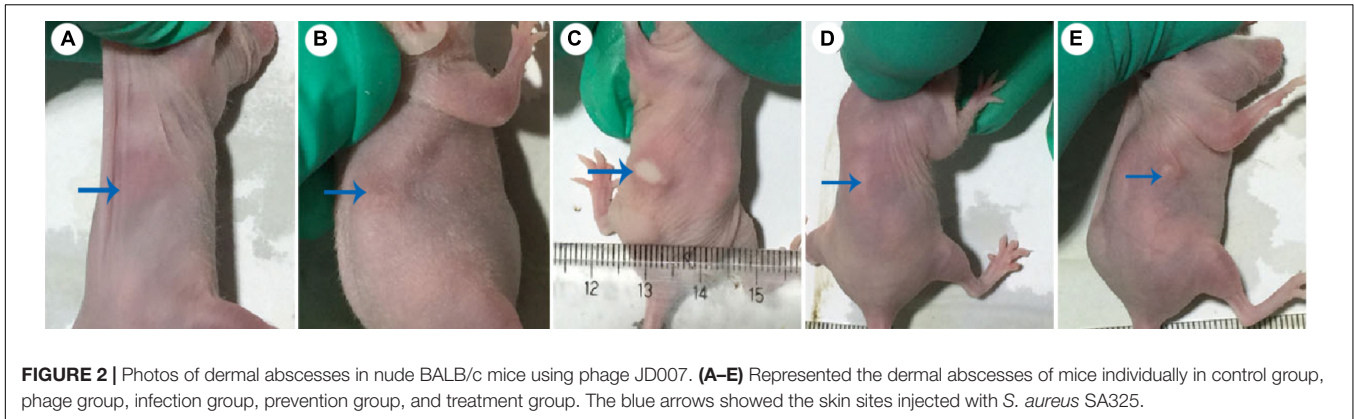 A B C D E
12 13 14 15
FIGURE 2 | Photos of dermal abscesses in nude BALB/c mice using phage JD007. (A–E) Represented the dermal abscesses of mice individually in control group,
phage group, infection group, prevention group, and treatment group. The blue arrows showed the skin sites injected with S. aureus SA325.